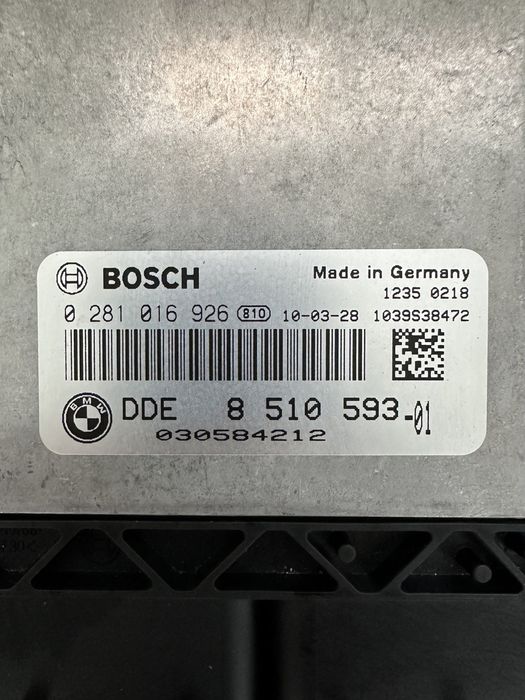 BOSCH
Made in Germany
1235 0218
0 281 016 926 810 10-03-28 1039S38472
BMW
DDE 8 510 593-01
030584212